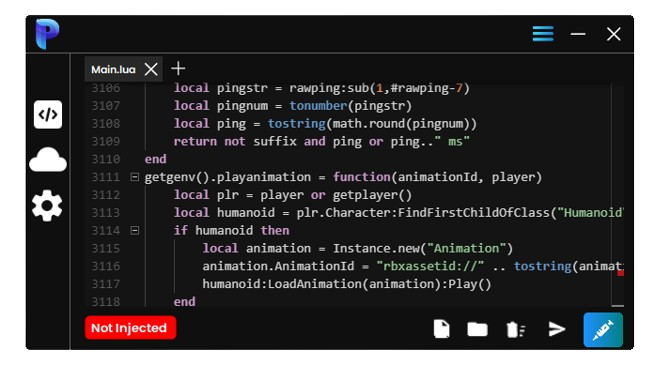 Main.lua
3106 local pingstr = rawping:sub(1,#rawping-7)
3107 local pingnum = tonumber(pingstr)
3108 local ping = tostring(math.round(pingnum))
3109 return not suffix and ping or ping.." ms"
3110 end
3111 getgenv().playanimation = function(animationId, player)
3112 local plr = player or getplayer()
3113 local humanoid = plr.Character:FindFirstChildOfClass("Humanoid"
3114 if humanoid then
3115 local animation = Instance.new("Animation")
3116 animation.AnimationId = "rbxassetid://" .. tostring(animat
3117 humanoid:LoadAnimation(animation):Play()
3118 end
Not Injected